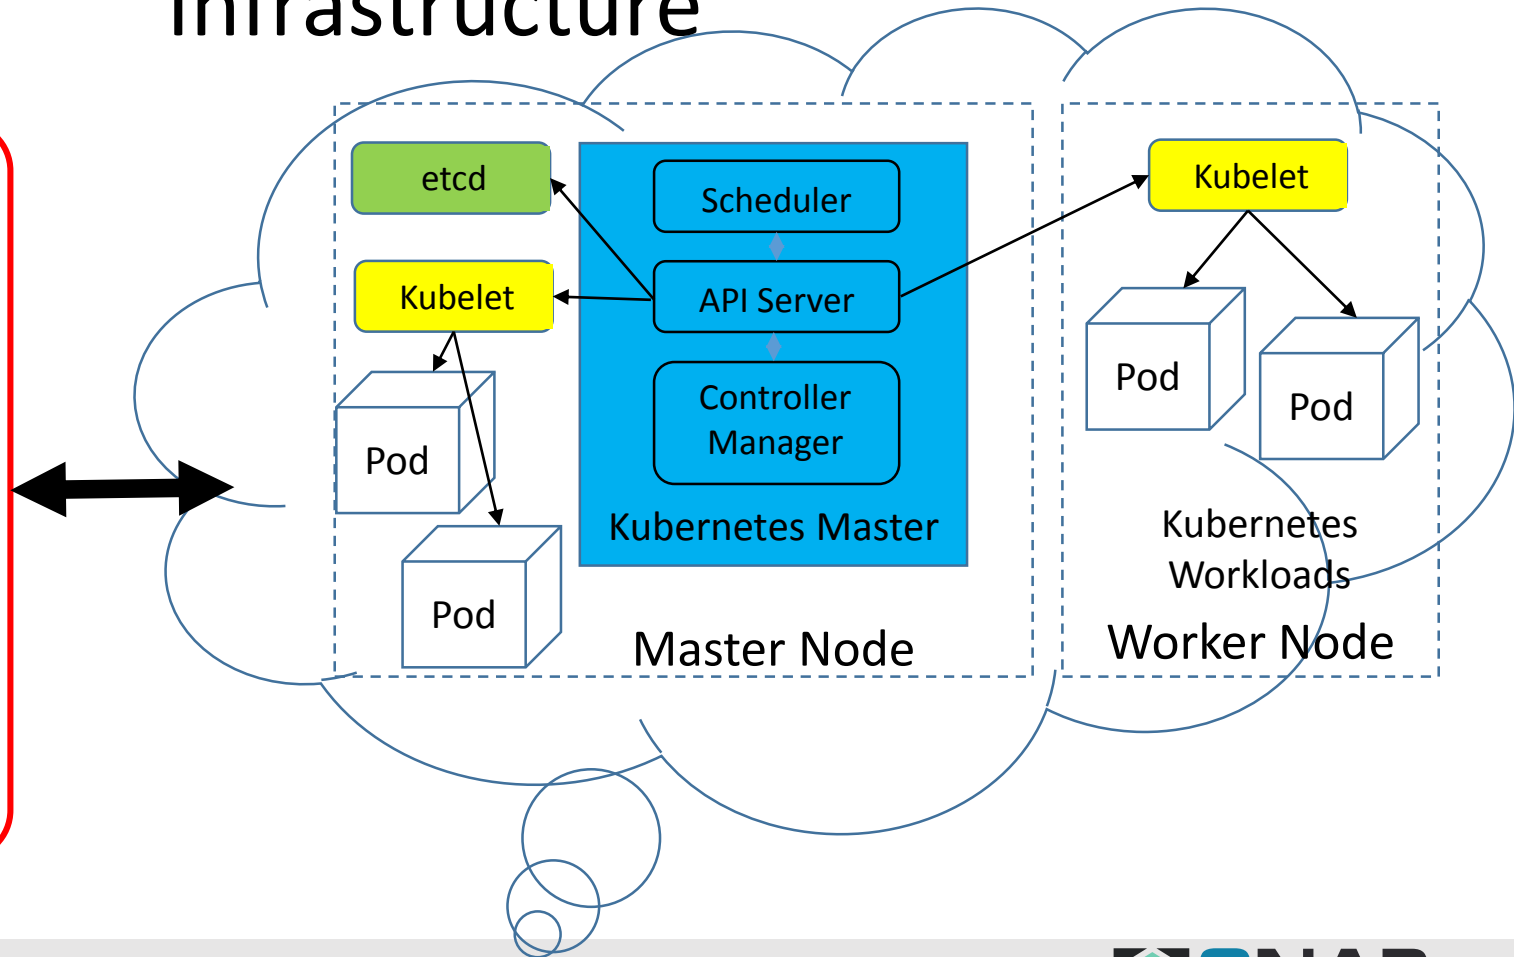 Infrastructure
etcd
Scheduler
Kubelet
Kubelet
API Server
Controller
Manager
Pod
Pod
Pod
Pod
Kubernetes Master
Kubernetes
Workloads
Master Node
Worker Node